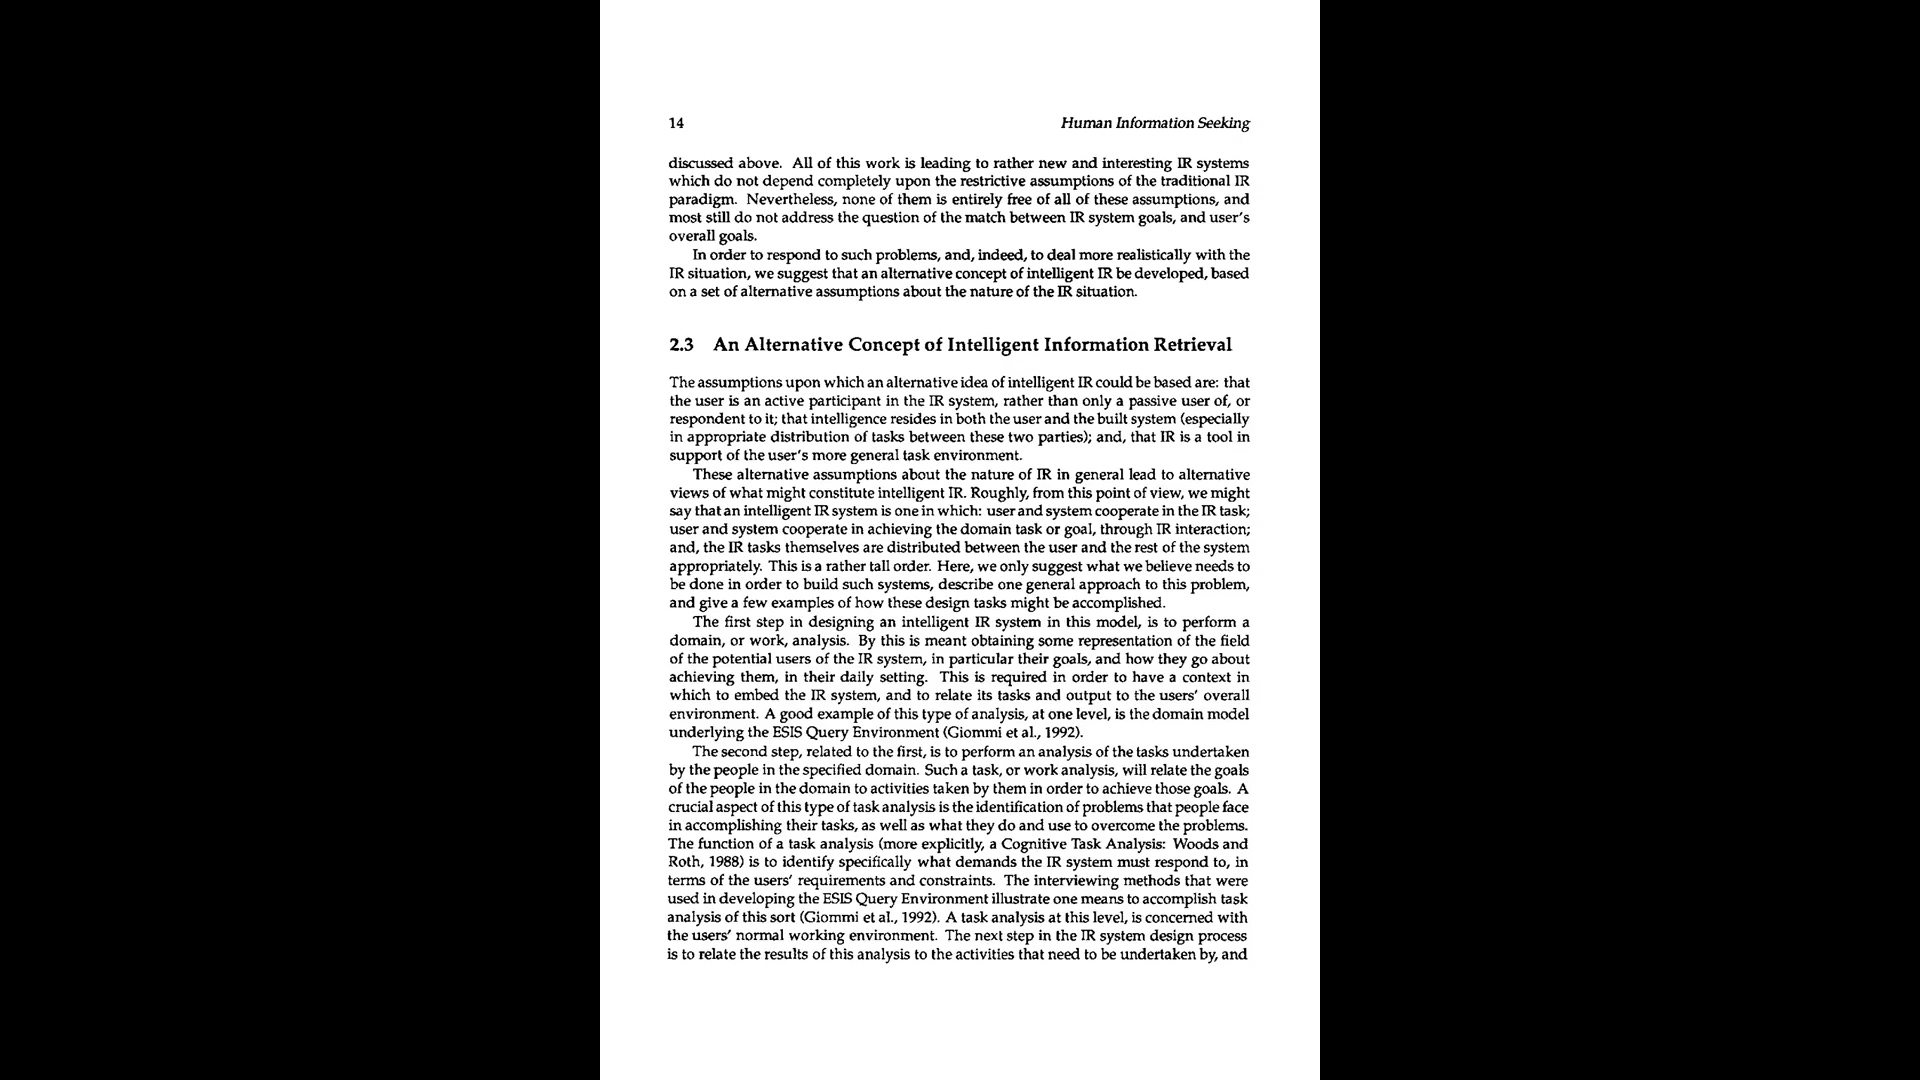 14 Human Information Seeking
discussed above. All of this work is leading to rather new and interesting IR systems
which do not depend completely upon the restrictive assumptions of the traditional IR
paradigm. Nevertheless, none of them is entirely free of all of these assumptions, and
most still do not address the question of the match between IR system goals, and user's
overall goals.
In order to respond to such problems, and, indeed, to deal more realistically with the
IR situation, we suggest that an alternative concept of intelligent IR be developed, based
on a set of alternative assumptions about the nature of the IR situation.
2.3 An Alternative Concept of Intelligent Information Retrieval
The assumptions upon which an alternative idea of intelligent IR could be based are: that
the user is an active participant in the IR system, rather than only a passive user of, or
respondent to it; that intelligence resides in both the user and the built system (especially
in appropriate distribution of tasks between these two parties); and, that IR is a tool in
support of the user's more general task environment.
These alternative assumptions about the nature of IR in general lead to alternative
views of what might constitute intelligent IR. Roughly, from this point of view, we might
say that an intelligent IR system is one in which: user and system cooperate in the IR task;
user and system cooperate in achieving the domain task or goal, through IR interaction;
and, the IR tasks themselves are distributed between the user and the rest of the system
appropriately. This is a rather tall order. Here, we only suggest what we believe needs to
be done in order to build such systems, describe one general approach to this problem,
and give a few examples of how these design tasks might be accomplished.
The first step in designing an intelligent IR system in this model, is to perform a
domain, or work, analysis. By this is meant obtaining some representation of the field
of the potential users of the IR system, in particular their goals, and how they go about
achieving them, in their daily setting. This is required in order to have a context in
which to embed the IR system, and to relate its tasks and output to the users' overall
environment. A good example of this type of analysis, at one level, is the domain model
underlying the ESIS Query Environment (Giommi et al., 1992).
The second step, related to the first, is to perform an analysis of the tasks undertaken
by the people in the specified domain. Such a task, or work analysis, will relate the goals
of the people in the domain to activities taken by them in order to achieve those goals. A
crucial aspect of this type of task analysis is the identification of problems that people face
in accomplishing their tasks, as well as what they do and use to overcome the problems.
The function of a task analysis (more explicitly, a Cognitive Task Analysis: Woods and
Roth, 1988) is to identify specifically what demands the IR system must respond to, in
terms of the users' requirements and constraints. The interviewing methods that were
used in developing the ESIS Query Environment illustrate one means to accomplish task
analysis of this sort (Giommi et al., 1992). A task analysis at this level, is concerned with
the users' normal working environment. The next step in the IR system design process
is to relate the results of this analysis to the activities that need to be undertaken by, and